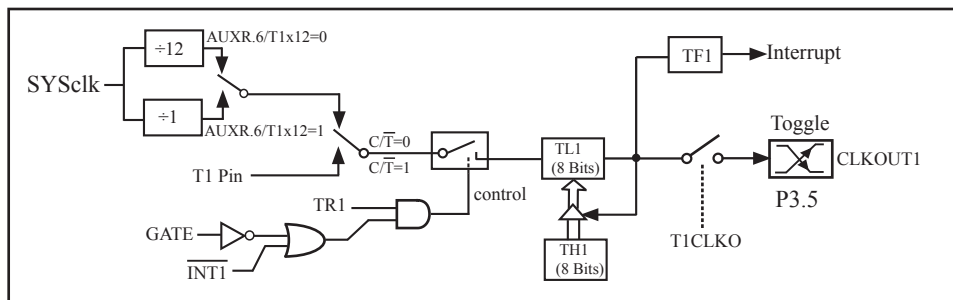 AUXR.6/T1x12=0
÷12
SYSclk
÷1
AUXR.6/T1x12=1
T1 Pin
C/T̅=0
C/T̅=1
TR1
GATE
I̅N̅T̅1̅
control
TL1
(8 Bits)
TH1
(8 Bits)
TF1
Interrupt
Toggle
CLKOUT1
P3.5
T1CLKO